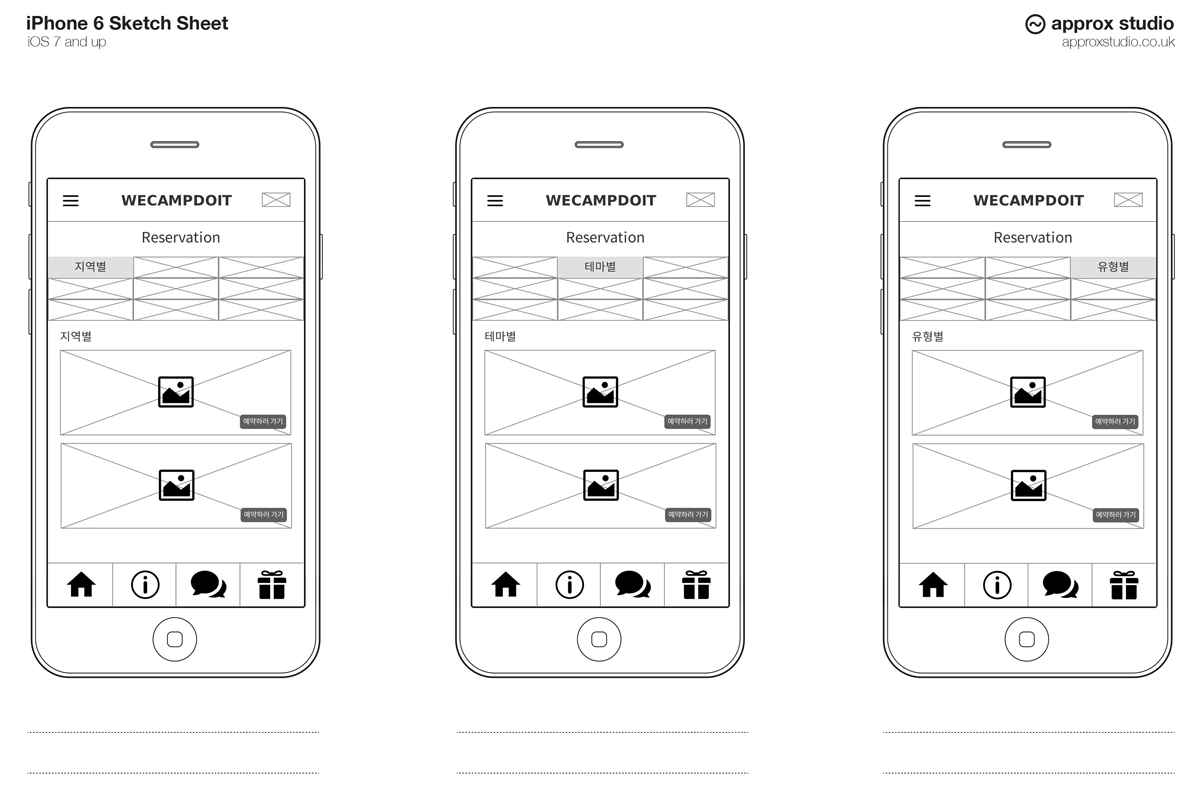 iPhone 6 Sketch Sheet
iOS 7 and up
approx studio
approxstudio.co.uk
WECAMPDOIT
Reservation
지역별
지역별
예약하러 가기
예약하러 가기
WECAMPDOIT
Reservation
테마별
테마별
예약하러 가기
예약하러 가기
WECAMPDOIT
Reservation
유형별
유형별
예약하러 가기
예약하러 가기